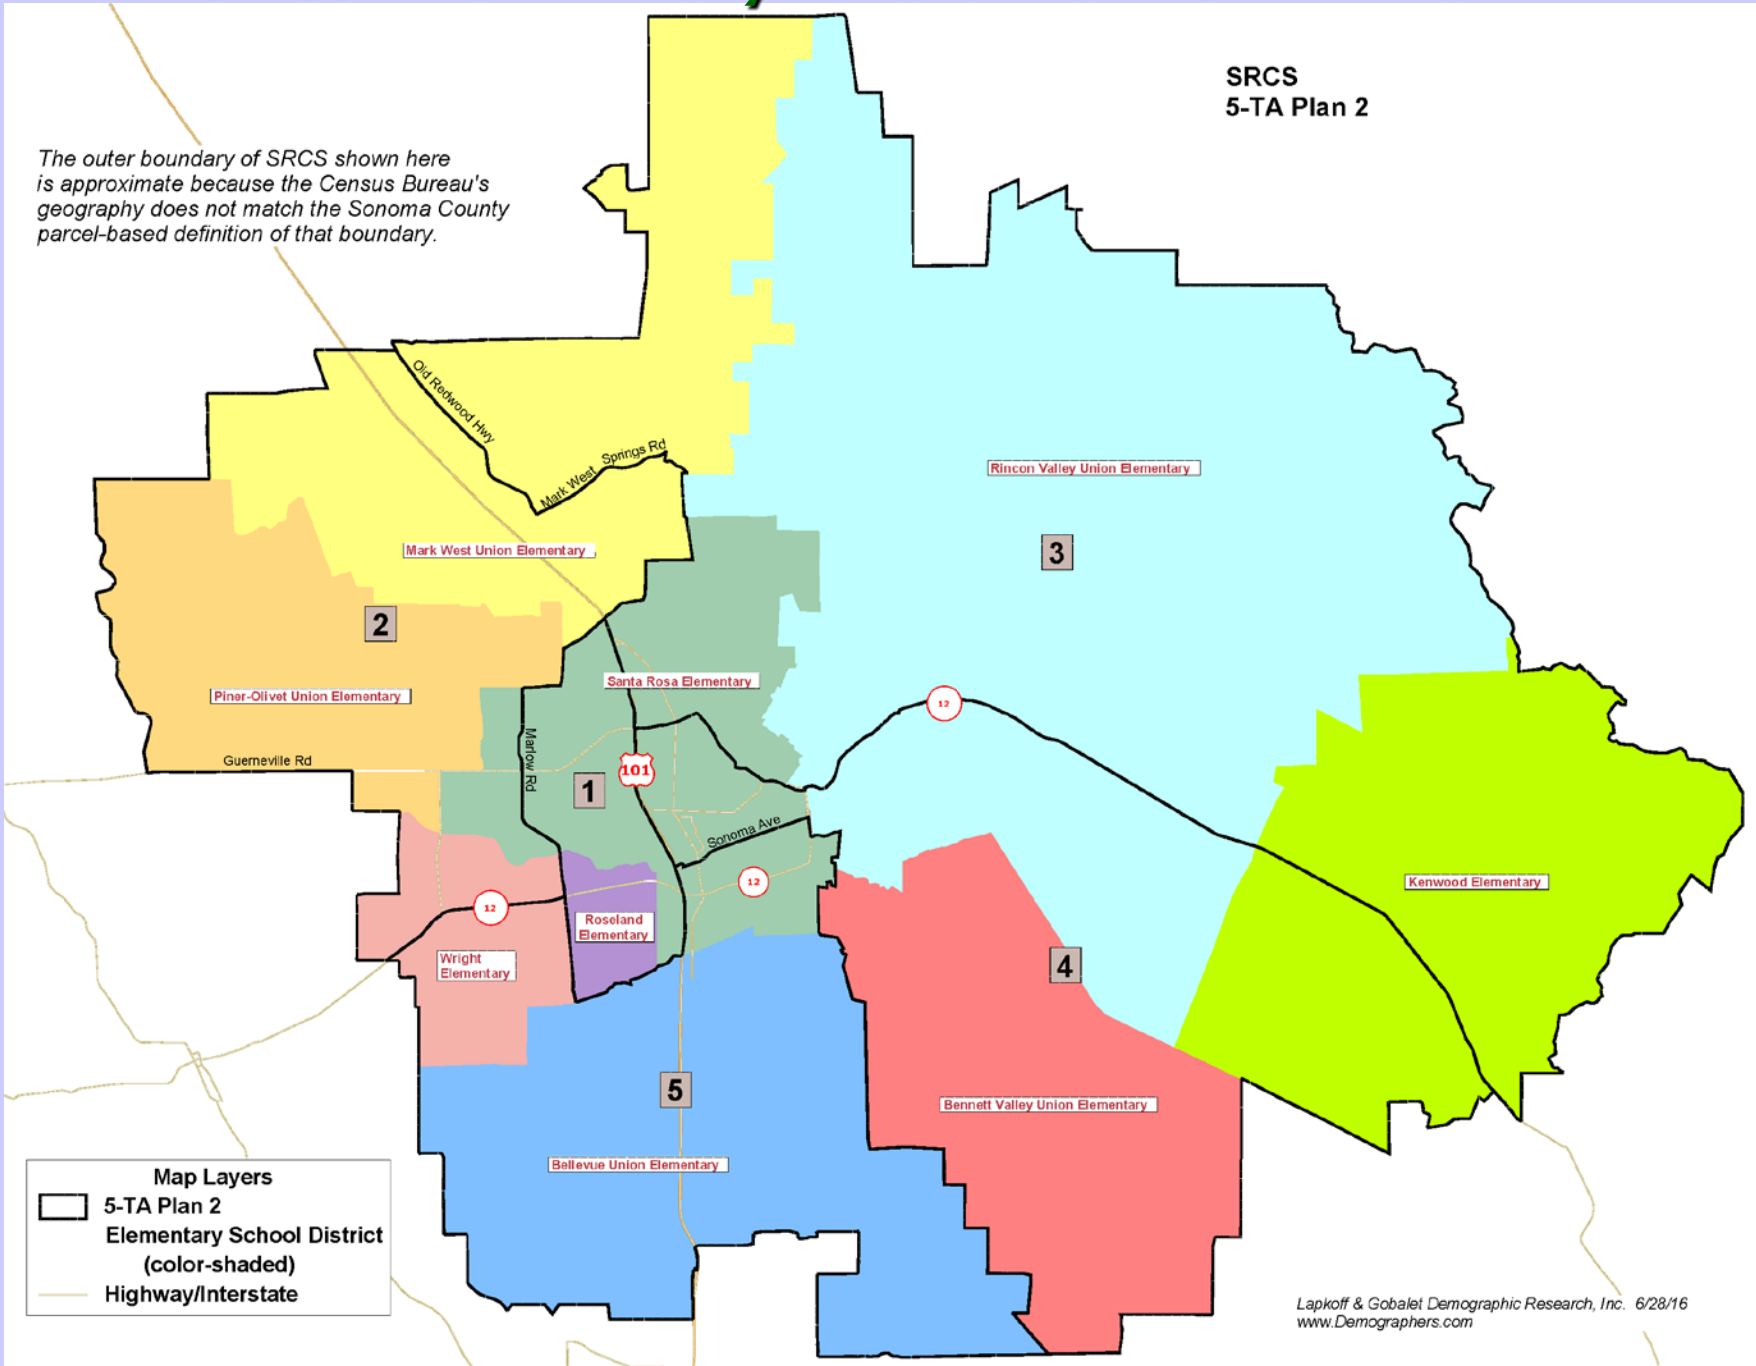 SRCS
5-TA Plan 2
The outer boundary of SRCS shown here
is approximate because the Census Bureau's
geography does not match the Sonoma County
parcel-based definition of that boundary.
Old Redwood Hwy
Mark West Springs Rd
Rincon Valley Union Elementary
3
Mark West Union Elementary
2
Santa Rosa Elementary
Piner-Olivet Union Elementary
12
Guerneville Rd
Marlow Rd
101
1
Sonoma Ave
12
Kenwood Elementary
12
Roseland
Elementary
Wright
Elementary
4
5
Bennett Valley Union Elementary
Bellevue Union Elementary
Map Layers
5-TA Plan 2
Elementary School District
(color-shaded)
Highway/Interstate
Lapkoff & Gobalet Demographic Research, Inc. 6/28/16
www.Demographers.com